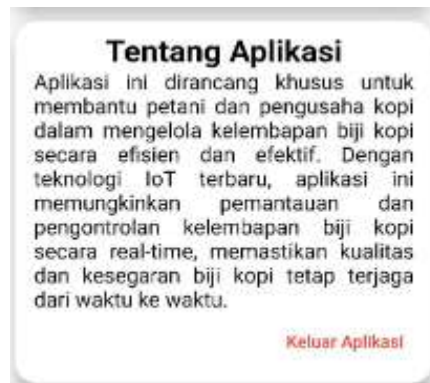 Tentang Aplikasi
Aplikasi ini dirancang khusus untuk
membantu petani dan pengusaha kopi
dalam mengelola kelembapan biji kopi
secara efisien dan efektif. Dengan
teknologi IoT terbaru, aplikasi ini
memungkinkan pemantauan dan
pengontrolan kelembapan biji kopi
secara real-time, memastikan kualitas
dan kesegaran biji kopi tetap terjaga
dari waktu ke waktu.
Keluar Aplikasi